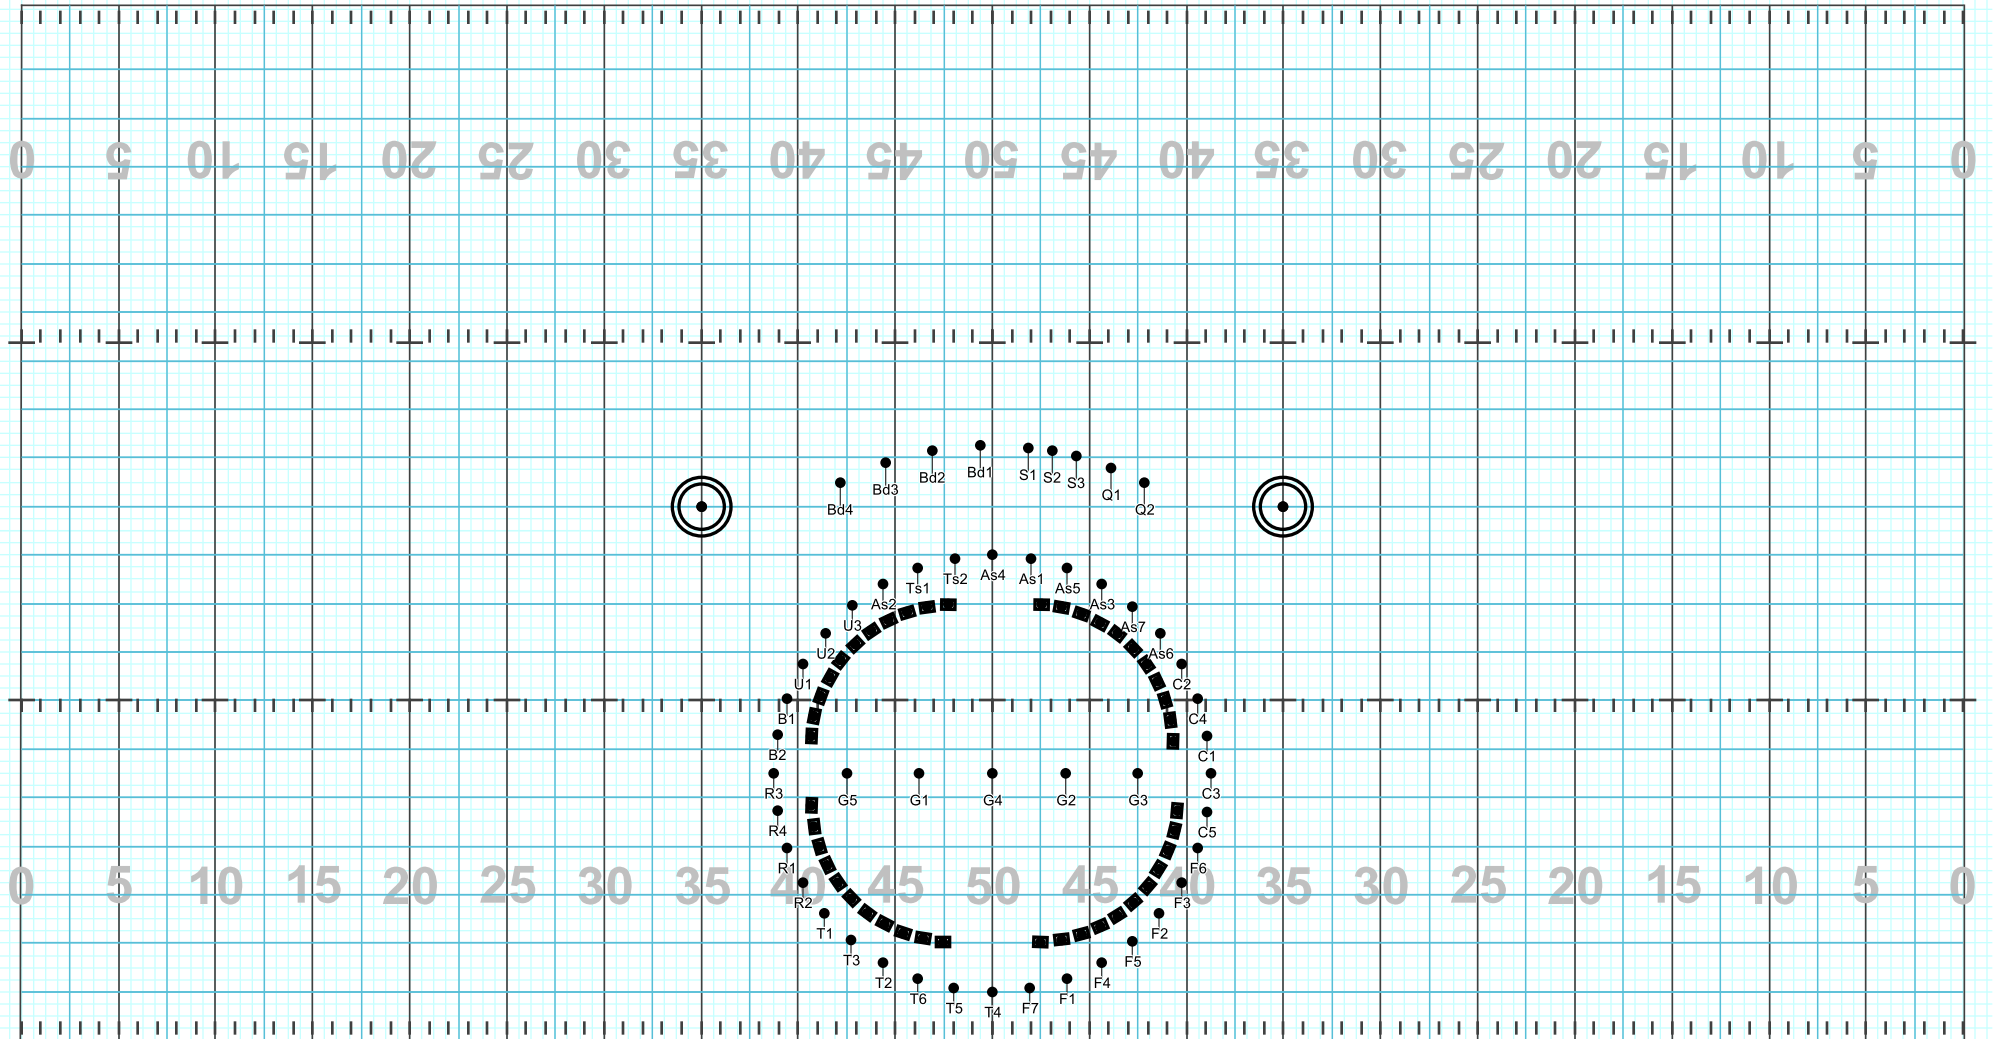 0 5 10 15 20 25 30 35 40 45 50 45 40 35 30 25 20 15 10 5 0
Bd4 Bd3 Bd2 Bd1 S1 S2 S3 Q1 Q2
As2 Ts1 Ts2 As4 As1 As5 As3
U3 As7
U2 As6
U1 C2
B1 C4
B2 C1
R3 G5 G1 G4 G2 G3 C3
R4 C5
R1 F6
0 5 10 15 20 25 30 35 40 45 50 45 40 35 30 25 20 15 10 5 0
R2 F3
T1 F2
T3 F5
T2 F4
T6 F1
T5 T4 F7